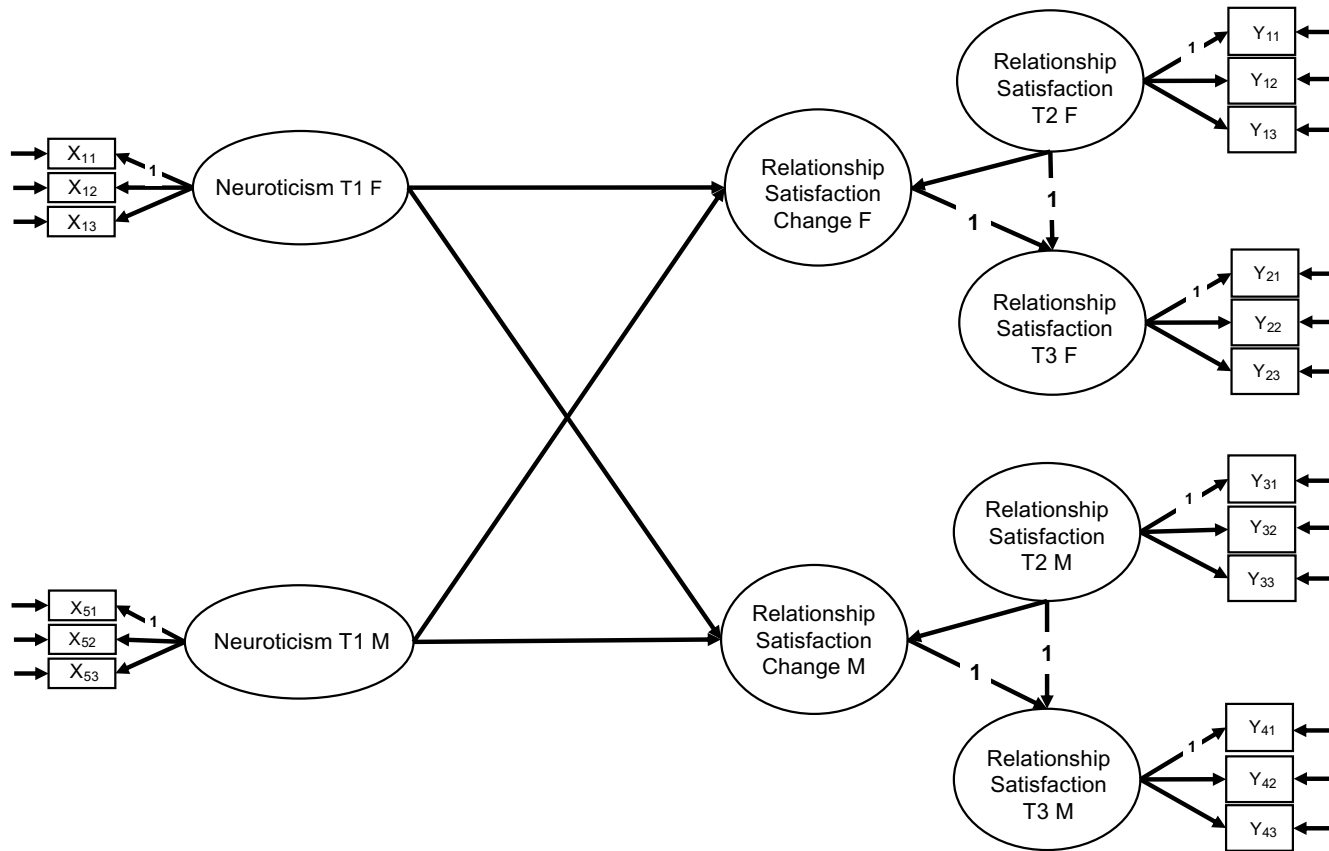 Relationship
Satisfaction
T2 F
1
Y₁₁
Y₁₂
Y₁₃
X₁₁
X₁₂
X₁₃
1
Neuroticism T1 F
Relationship
Satisfaction
Change F
1
1
Relationship
Satisfaction
T3 F
1
Y₂₁
Y₂₂
Y₂₃
Relationship
Satisfaction
T2 M
1
Y₃₁
Y₃₂
Y₃₃
X₅₁
X₅₂
X₅₃
1
Neuroticism T1 M
Relationship
Satisfaction
Change M
1
1
Relationship
Satisfaction
T3 M
1
Y₄₁
Y₄₂
Y₄₃